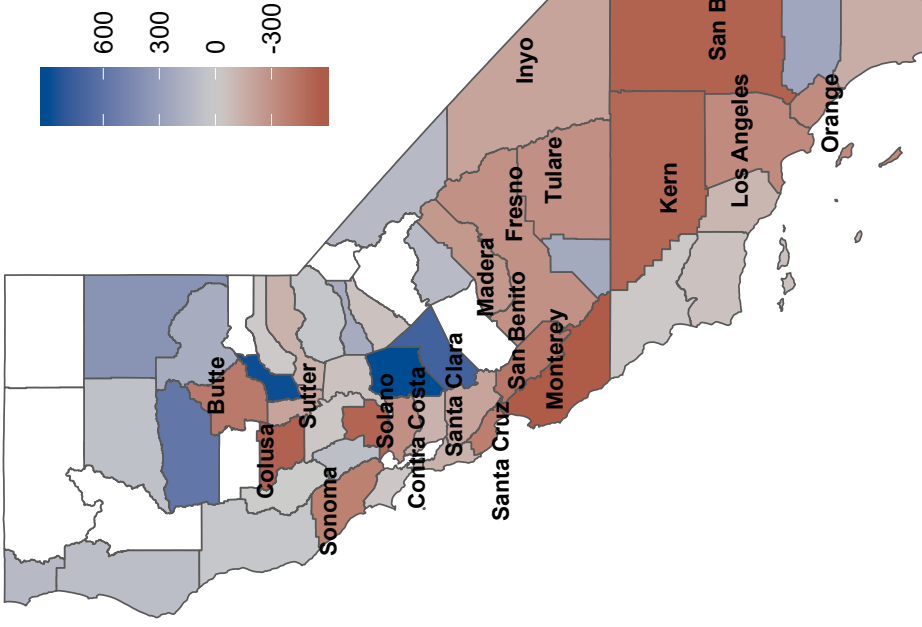 600
300
0
-300
Butte
Colusa
Sutter
Sonoma
Solano
Contra Costa
Santa Clara
Santa Cruz
San Benito
Monterey
Madera
Fresno
Inyo
Tulare
Kern
Los Angeles
Orange
San B